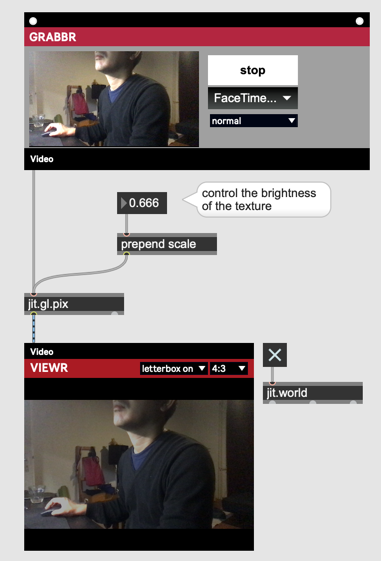 GRABBR
stop
FaceTime...
normal
Video
0.666
control the brightness
of the texture
prepend scale
jit.gl.pix
Video
VIEWR
letterbox on
4:3
jit.world